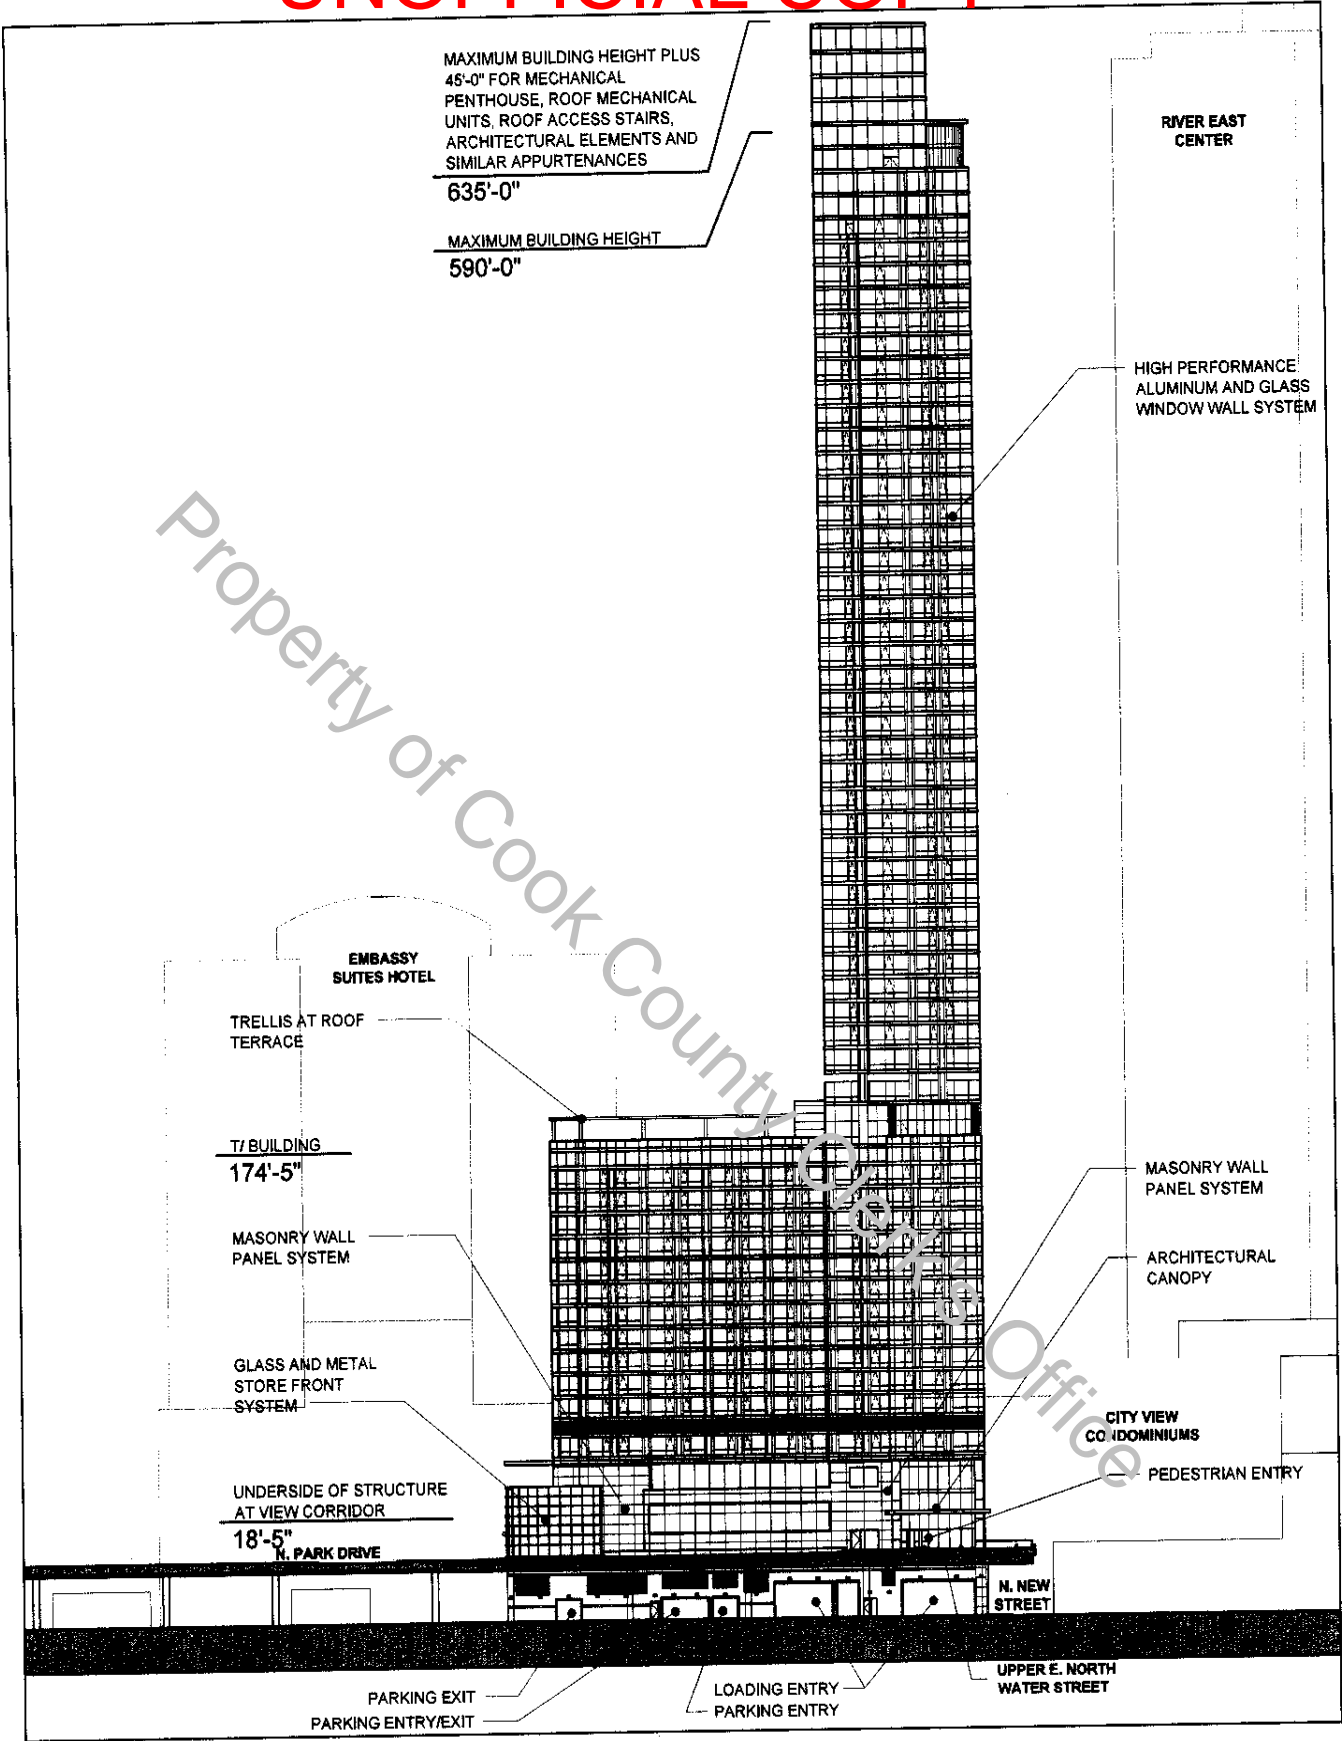 UNOFFICIAL COPY
MAXIMUM BUILDING HEIGHT PLUS
45'-0" FOR MECHANICAL
PENTHOUSE, ROOF MECHANICAL
UNITS, ROOF ACCESS STAIRS,
ARCHITECTURAL ELEMENTS AND
SIMILAR APPURTENANCES
635'-0"
MAXIMUM BUILDING HEIGHT
590'-0"
RIVER EAST
CENTER
HIGH PERFORMANCE
ALUMINUM AND GLASS
WINDOW WALL SYSTEM
Property of Cook County Clerk's Office
EMBASSY
SUITES HOTEL
TRELLIS AT ROOF
TERRACE
T/ BUILDING
174'-5"
MASONRY WALL
PANEL SYSTEM
GLASS AND METAL
STORE FRONT
SYSTEM
UNDERSIDE OF STRUCTURE
AT VIEW CORRIDOR
18'-5"
N. PARK DRIVE
MASONRY WALL
PANEL SYSTEM
ARCHITECTURAL
CANOPY
CITY VIEW
CONDOMINIUMS
PEDESTRIAN ENTRY
N. NEW
STREET
UPPER E. NORTH
WATER STREET
PARKING EXIT
PARKING ENTRY/EXIT
LOADING ENTRY
PARKING ENTRY